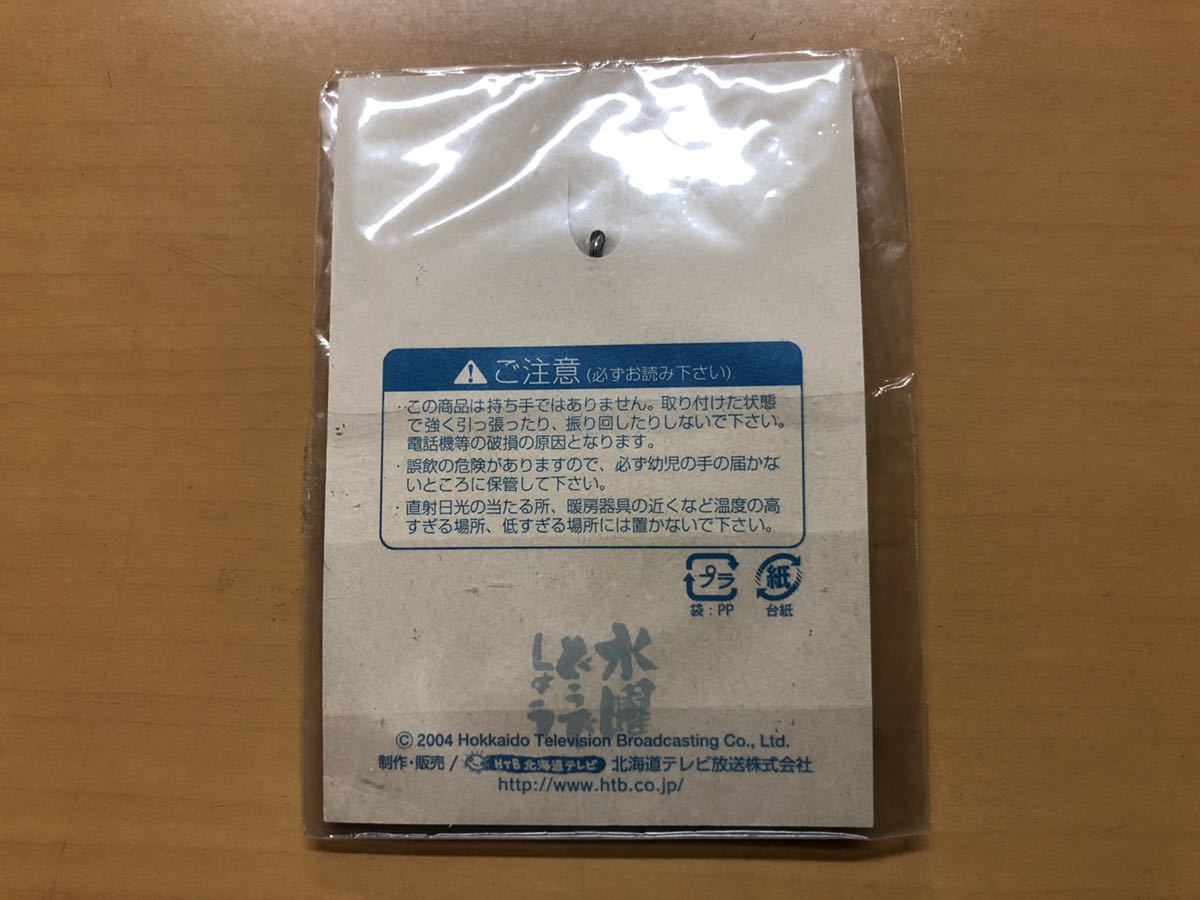 ご注意(必ずお読み下さい)
・この商品は持ち手ではありません。取り付けた状態
で強く引っ張ったり、振り回したりしないで下さい。
電話機等の破損の原因となります。
・誤飲の危険がありますので、必ず幼児の手の届かな
いところに保管して下さい。
・直射日光の当たる所、暖房器具の近くなど温度の高
すぎる場所、低すぎる場所には置かないで下さい。
プラ
袋：PP
紙
台紙
水曜
どうで
しょう
© 2004 Hokkaido Television Broadcasting Co., Ltd.
制作・販売 / HTB 北海道テレビ 北海道テレビ放送株式会社
http://www.htb.co.jp/